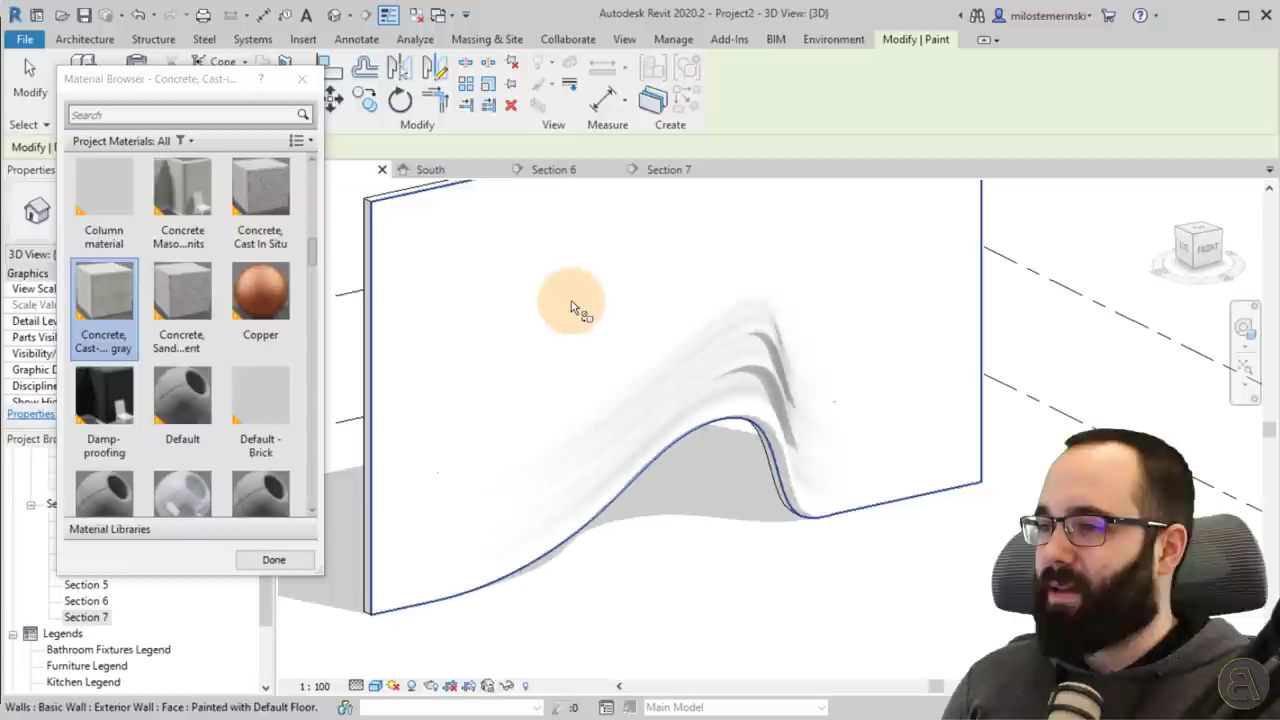 Autodesk Revit 2020.2 - Project2 - 3D View: {3D}
milostemerinski
File
Architecture
Structure
Steel
Systems
Insert
Annotate
Analyze
Massing & Site
Collaborate
View
Manage
Add-Ins
BIM
Environment
Modify | Paint
Modify
Cope
Select
Modify
View
Measure
Create
Material Browser - Concrete, Cast-i...
Search
Project Materials: All
Column material
Concrete Maso...nits
Concrete, Cast In Situ
Concrete, Cast-... gray
Concrete, Sand...ent
Copper
Damp-proofing
Default
Default - Brick
Material Libraries
Done
Properties
3D View: {
Graphics
View Scal
Scale Valu
Detail Lev
Parts Visib
Visibility/
Graphic D
Discipline
Properties
Project Bro
Section 5
Section 6
Section 7
Legends
Bathroom Fixtures Legend
Furniture Legend
Kitchen Legend
South
Section 6
Section 7
FRONT
1 : 100
Walls : Basic Wall : Exterior Wall : Face : Painted with Default Floor.
:0
Main Model